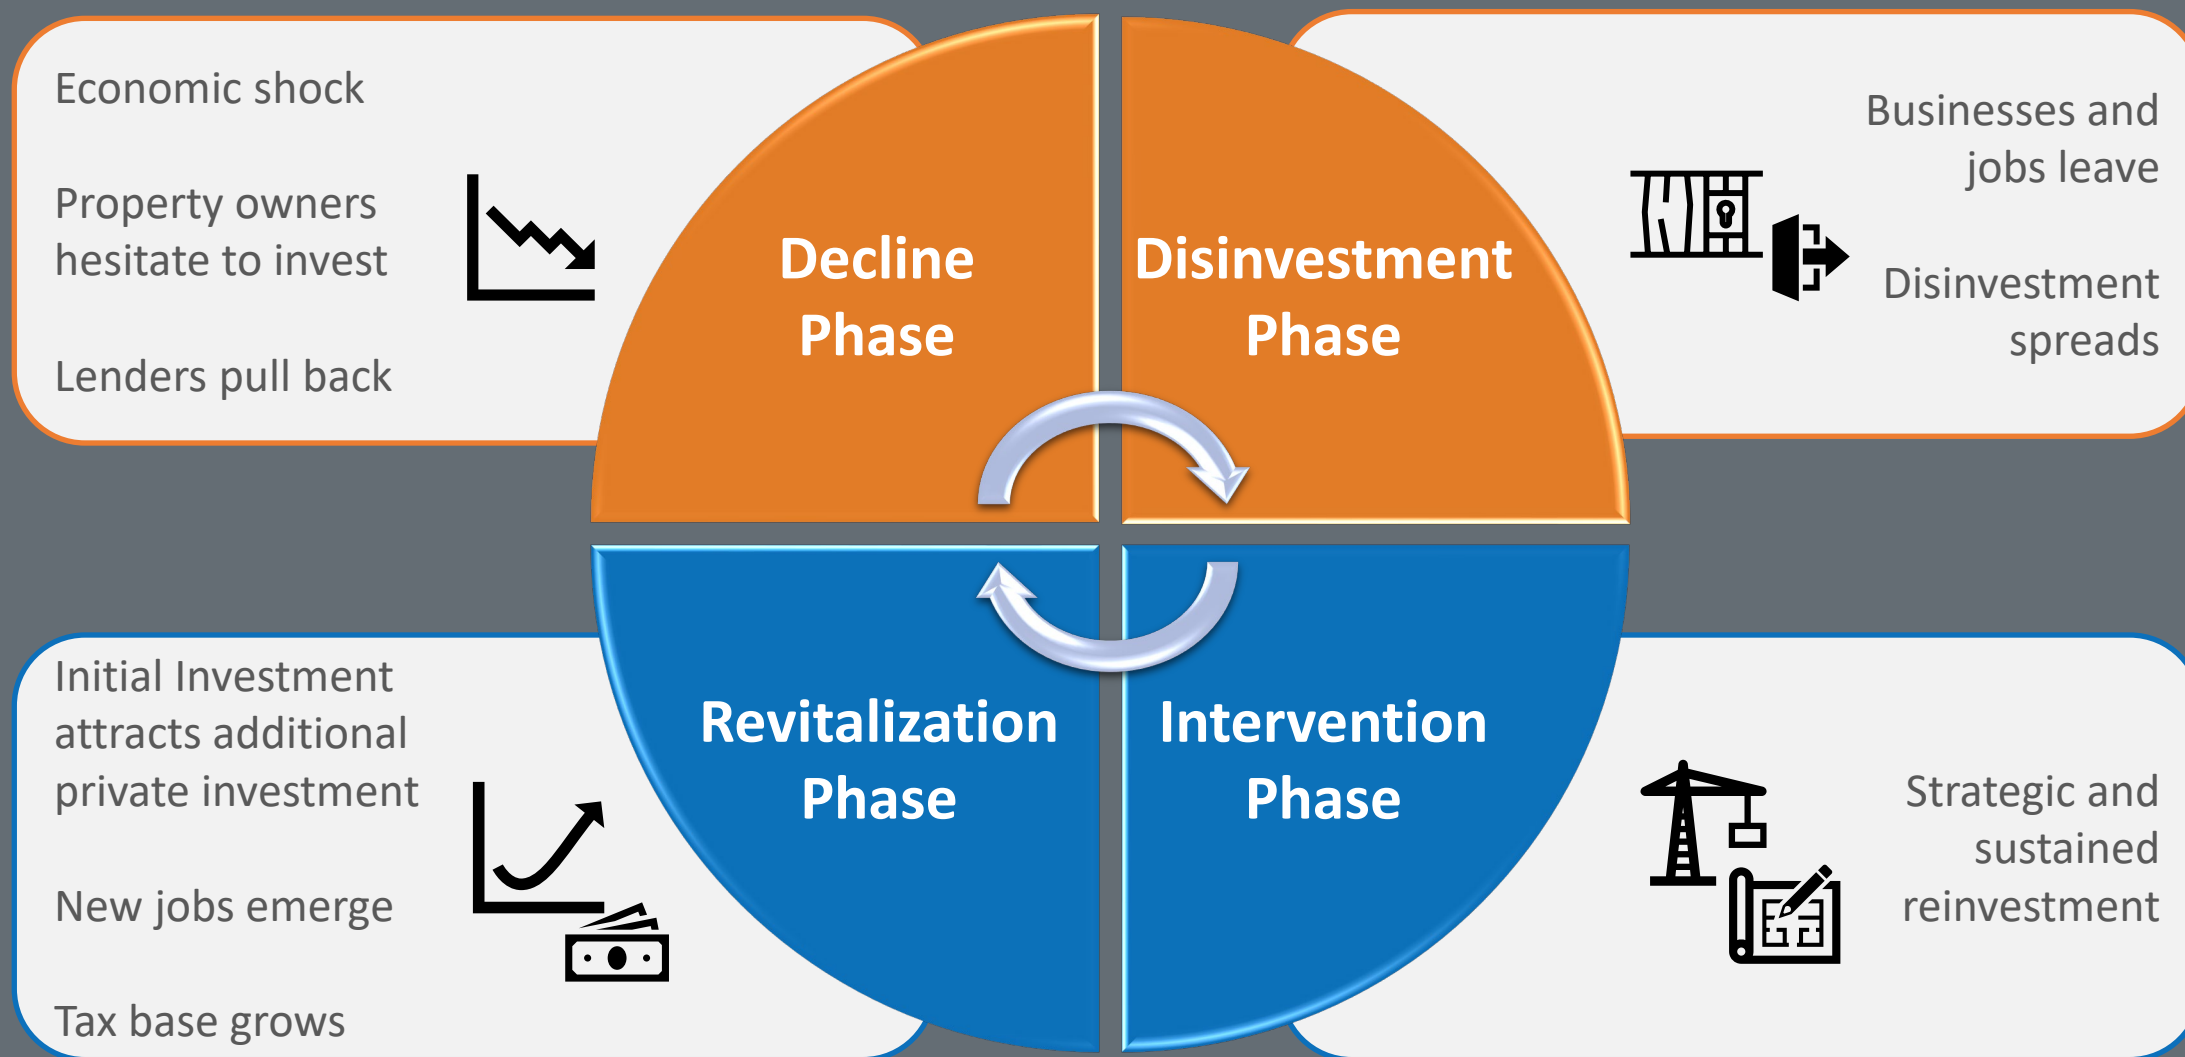 Economic shock
Property owners
hesitate to invest
Lenders pull back
Decline
Phase
Disinvestment
Phase
Businesses and
jobs leave
Disinvestment
spreads
Initial Investment
attracts additional
private investment
New jobs emerge
Tax base grows
Revitalization
Phase
Intervention
Phase
Strategic and
sustained
reinvestment